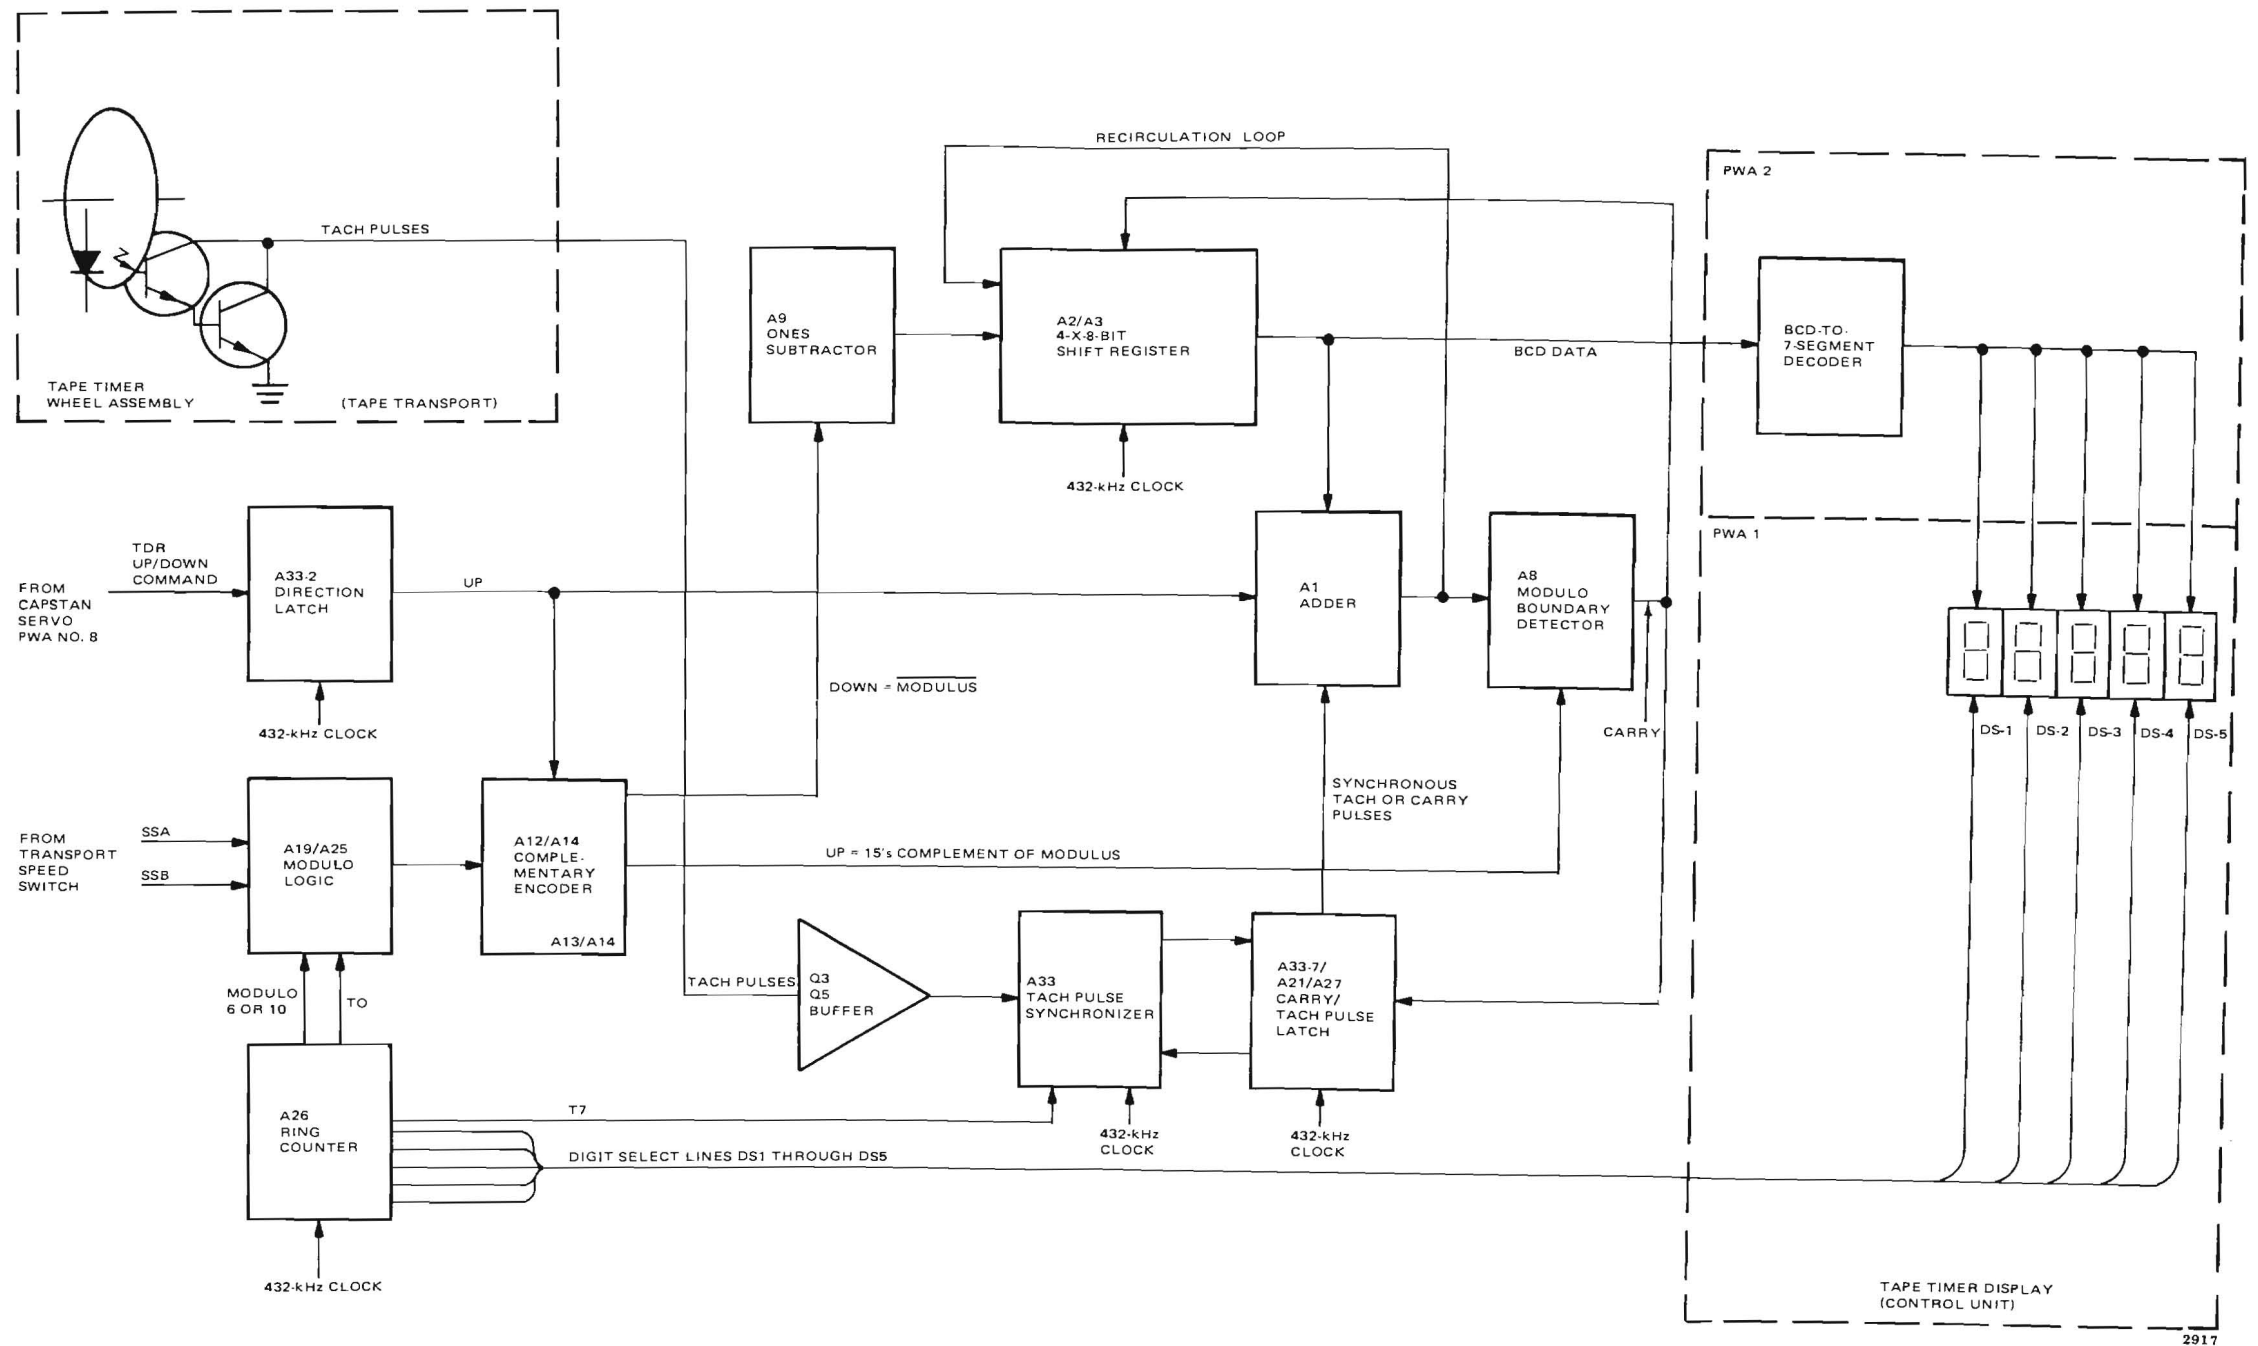 RECIRCULATION LOOP
PWA 2
TACH PULSES
A9
ONES
SUBTRACTOR
A2/A3
4-X-8-BIT
SHIFT REGISTER
BCD DATA
BCD-TO-
7-SEGMENT
DECODER
TAPE TIMER
WHEEL ASSEMBLY
(TAPE TRANSPORT)
432-kHz CLOCK
PWA 1
FROM
CAPSTAN
SERVO
PWA NO. 8
TDR
UP/DOWN
COMMAND
A33-2
DIRECTION
LATCH
UP
A1
ADDER
A8
MODULO
BOUNDARY
DETECTOR
432-kHz CLOCK
DOWN = MODULUS
CARRY
DS-1
DS-2
DS-3
DS-4
DS-5
SYNCHRONOUS
TACH OR CARRY
PULSES
FROM
TRANSPORT
SPEED
SWITCH
SSA
SSB
A19/A25
MODULO
LOGIC
A12/A14
COMPLE-
MENTARY
ENCODER
A13/A14
UP = 15's COMPLEMENT OF MODULUS
MODULO
6 OR 10
TO
TACH PULSES
Q3
Q5
BUFFER
A33
TACH PULSE
SYNCHRONIZER
A33-7/
A21/A27
CARRY/
TACH PULSE
LATCH
A26
RING
COUNTER
T7
432-kHz
CLOCK
432-kHz
CLOCK
DIGIT SELECT LINES DS1 THROUGH DS5
432-kHz CLOCK
TAPE TIMER DISPLAY
(CONTROL UNIT)
2917